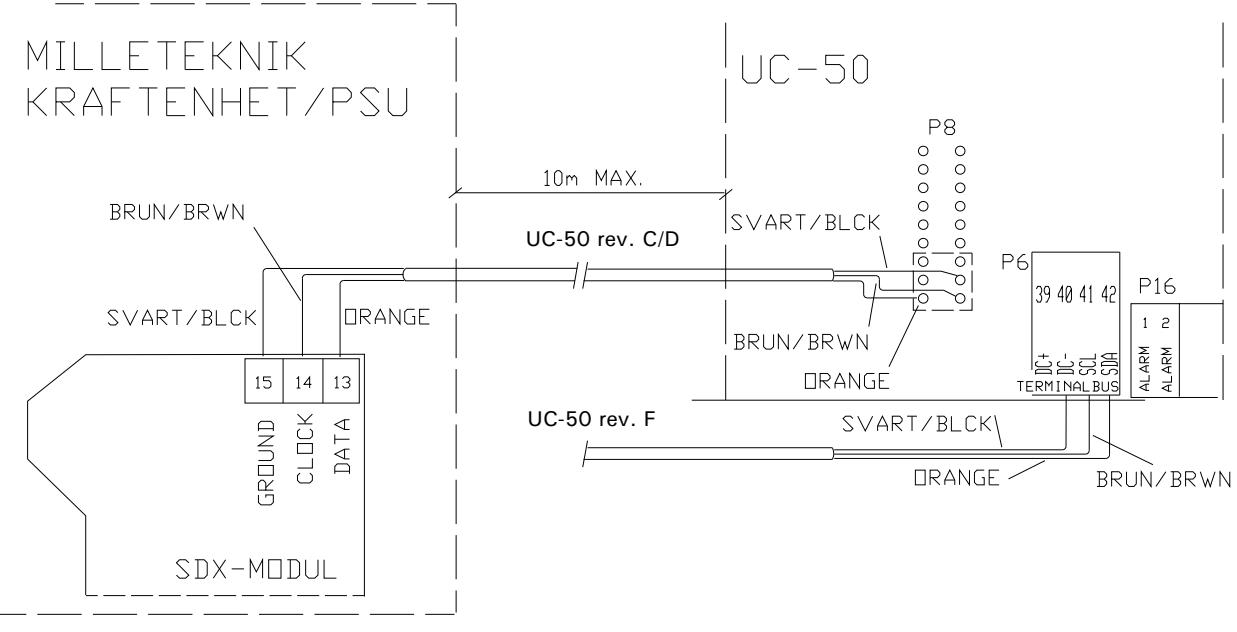 MILLETEKNIK
KRAFTENHET/PSU
UC-50
P8
10m MAX.
BRUN/BRWN
SVART/BLCK
UC-50 rev. C/D
P6
SVART/BLCK
ORANGE
39 40 41 42
P16
1 2
BRUN/BRWN
ORANGE
DC+
DC-
SCL
SDA
ALARM
ALARM
TERMINALBUS
15 14 13
GROUND
CLOCK
DATA
UC-50 rev. F
SVART/BLCK
ORANGE
BRUN/BRWN
SDX-MODUL